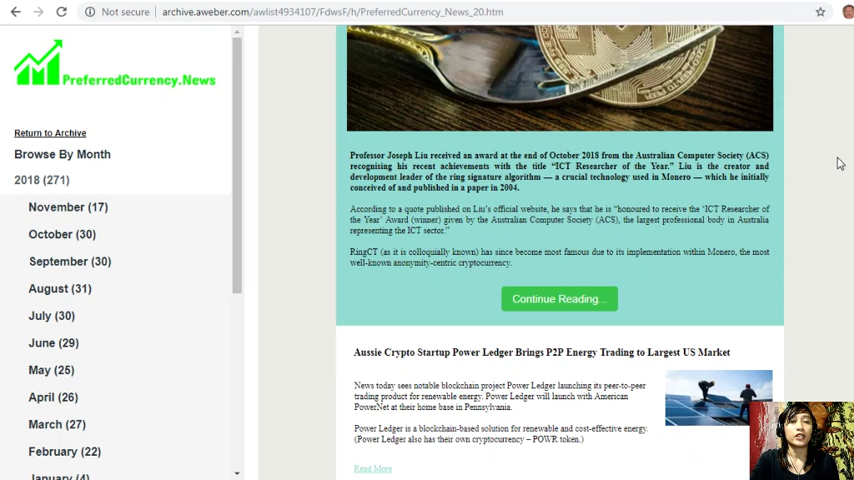 Not secure | archive.aweber.com/awlist4934107/FdwsF/h/PreferredCurrency_News_20.htm
PreferredCurrency.News
Return to Archive
Browse By Month
2018 (271)
November (17)
October (30)
September (30)
August (31)
July (30)
June (29)
May (25)
April (26)
March (27)
February (22)
January (4)
Professor Joseph Liu received an award at the end of October 2018 from the Australian Computer Society (ACS)
recognising his recent achievements with the title “ICT Researcher of the Year.” Liu is the creator and
development leader of the ring signature algorithm — a crucial technology used in Monero — which he initially
conceived of and published in a paper in 2004.
According to a quote published on Liu's official website, he says that he is “honoured to receive the ‘ICT Researcher of
the Year’ Award (winner) given by the Australian Computer Society (ACS), the largest professional body in Australia
representing the ICT sector.”
RingCT (as it is colloquially known) has since become most famous due to its implementation within Monero, the most
well-known anonymity-centric cryptocurrency.
Continue Reading...
Aussie Crypto Startup Power Ledger Brings P2P Energy Trading to Largest US Market
News today sees notable blockchain project Power Ledger launching its peer-to-peer
trading product for renewable energy. Power Ledger will launch with American
PowerNet at their home base in Pennsylvania.
Power Ledger is a blockchain-based solution for renewable and cost-effective energy.
(Power Ledger also has their own cryptocurrency – POWR token.)
Read More